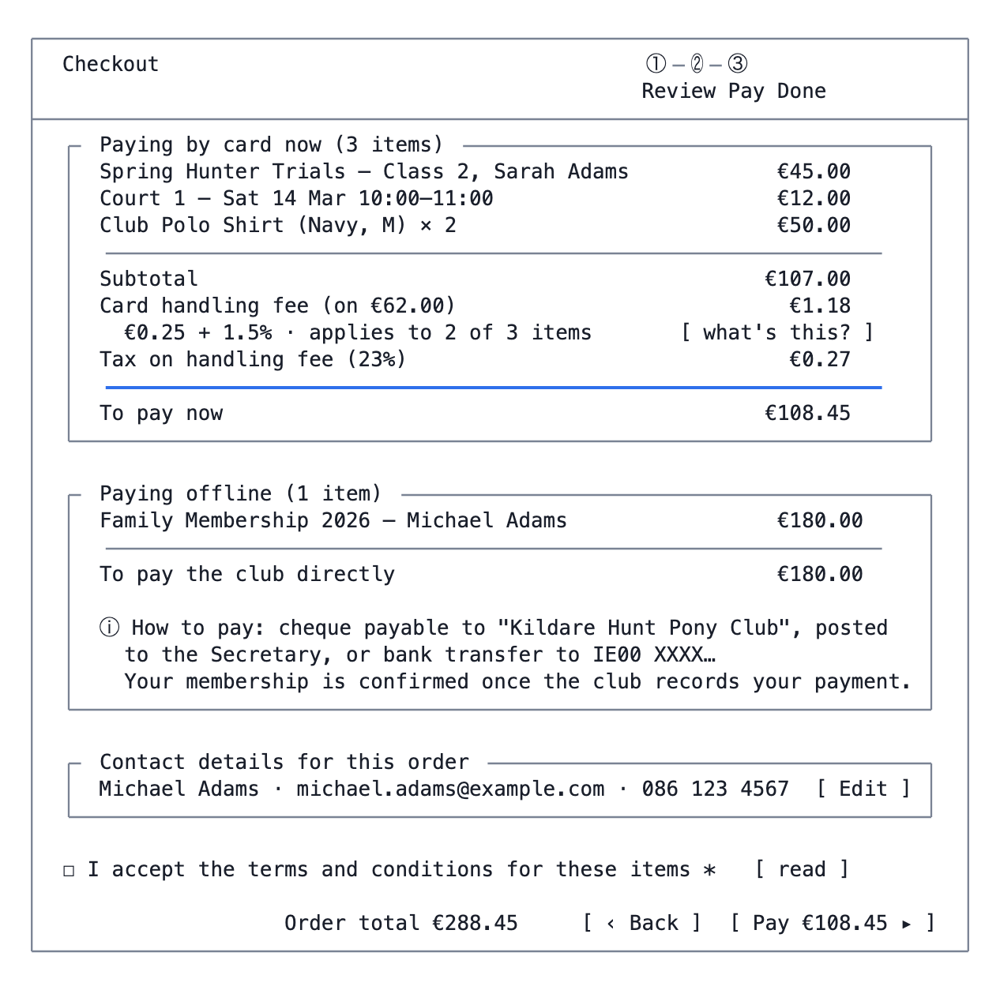 Checkout ① — ② — ③
Review Pay Done
Paying by card now (3 items)
Spring Hunter Trials — Class 2, Sarah Adams €45.00
Court 1 — Sat 14 Mar 10:00–11:00 €12.00
Club Polo Shirt (Navy, M) × 2 €50.00
Subtotal €107.00
Card handling fee (on €62.00) €1.18
€0.25 + 1.5% · applies to 2 of 3 items [ what's this? ]
Tax on handling fee (23%) €0.27
To pay now €108.45
Paying offline (1 item)
Family Membership 2026 — Michael Adams €180.00
To pay the club directly €180.00
ⓘ How to pay: cheque payable to "Kildare Hunt Pony Club", posted
to the Secretary, or bank transfer to IE00 XXXX…
Your membership is confirmed once the club records your payment.
Contact details for this order
Michael Adams · michael.adams@example.com · 086 123 4567 [ Edit ]
☐ I accept the terms and conditions for these items * [ read ]
Order total €288.45 [ ‹ Back ] [ Pay €108.45 ▸ ]